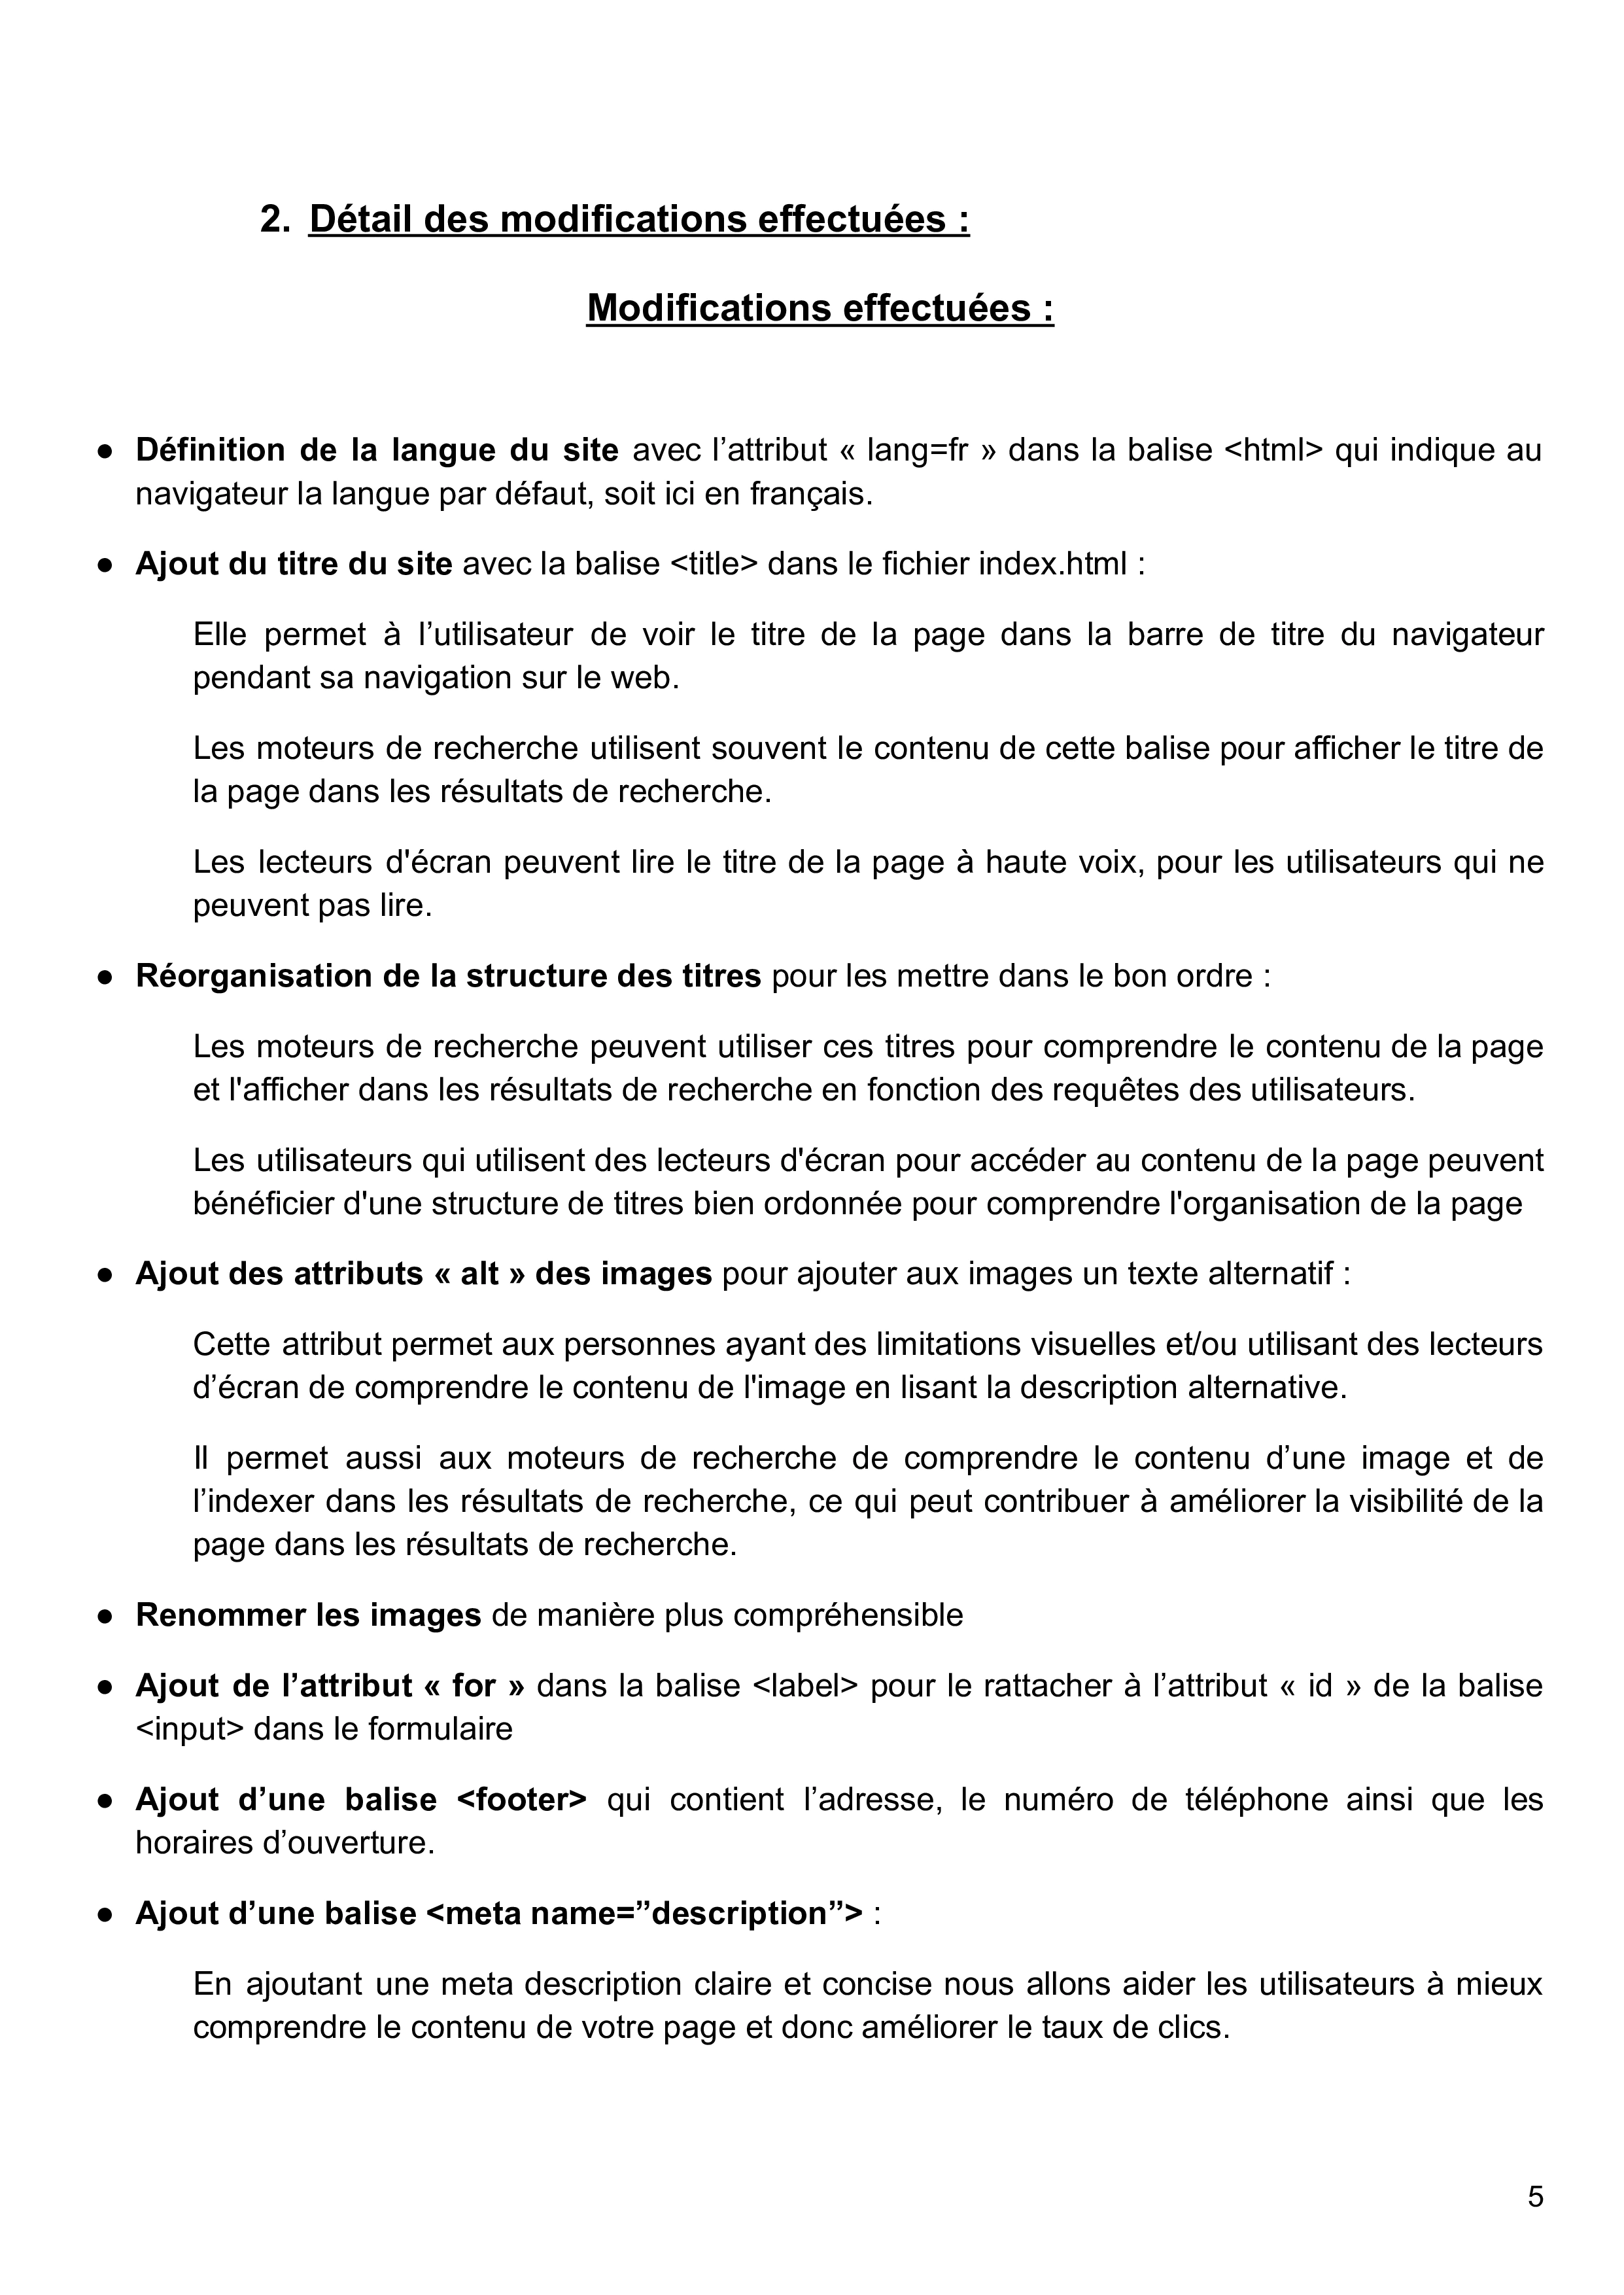 2. Détail des modifications effectuées :
Modifications effectuées :
● Définition de la langue du site avec l’attribut « lang=fr » dans la balise <html> qui indique au
navigateur la langue par défaut, soit ici en français.
● Ajout du titre du site avec la balise <title> dans le fichier index.html :
Elle permet à l’utilisateur de voir le titre de la page dans la barre de titre du navigateur
pendant sa navigation sur le web.
Les moteurs de recherche utilisent souvent le contenu de cette balise pour afficher le titre de
la page dans les résultats de recherche.
Les lecteurs d'écran peuvent lire le titre de la page à haute voix, pour les utilisateurs qui ne
peuvent pas lire.
● Réorganisation de la structure des titres pour les mettre dans le bon ordre :
Les moteurs de recherche peuvent utiliser ces titres pour comprendre le contenu de la page
et l'afficher dans les résultats de recherche en fonction des requêtes des utilisateurs.
Les utilisateurs qui utilisent des lecteurs d'écran pour accéder au contenu de la page peuvent
bénéficier d'une structure de titres bien ordonnée pour comprendre l'organisation de la page
● Ajout des attributs « alt » des images pour ajouter aux images un texte alternatif :
Cette attribut permet aux personnes ayant des limitations visuelles et/ou utilisant des lecteurs
d’écran de comprendre le contenu de l'image en lisant la description alternative.
Il permet aussi aux moteurs de recherche de comprendre le contenu d’une image et de
l’indexer dans les résultats de recherche, ce qui peut contribuer à améliorer la visibilité de la
page dans les résultats de recherche.
● Renommer les images de manière plus compréhensible
● Ajout de l’attribut « for » dans la balise <label> pour le rattacher à l’attribut « id » de la balise
<input> dans le formulaire
● Ajout d’une balise <footer> qui contient l’adresse, le numéro de téléphone ainsi que les
horaires d’ouverture.
● Ajout d’une balise <meta name=”description”> :
En ajoutant une meta description claire et concise nous allons aider les utilisateurs à mieux
comprendre le contenu de votre page et donc améliorer le taux de clics.
5